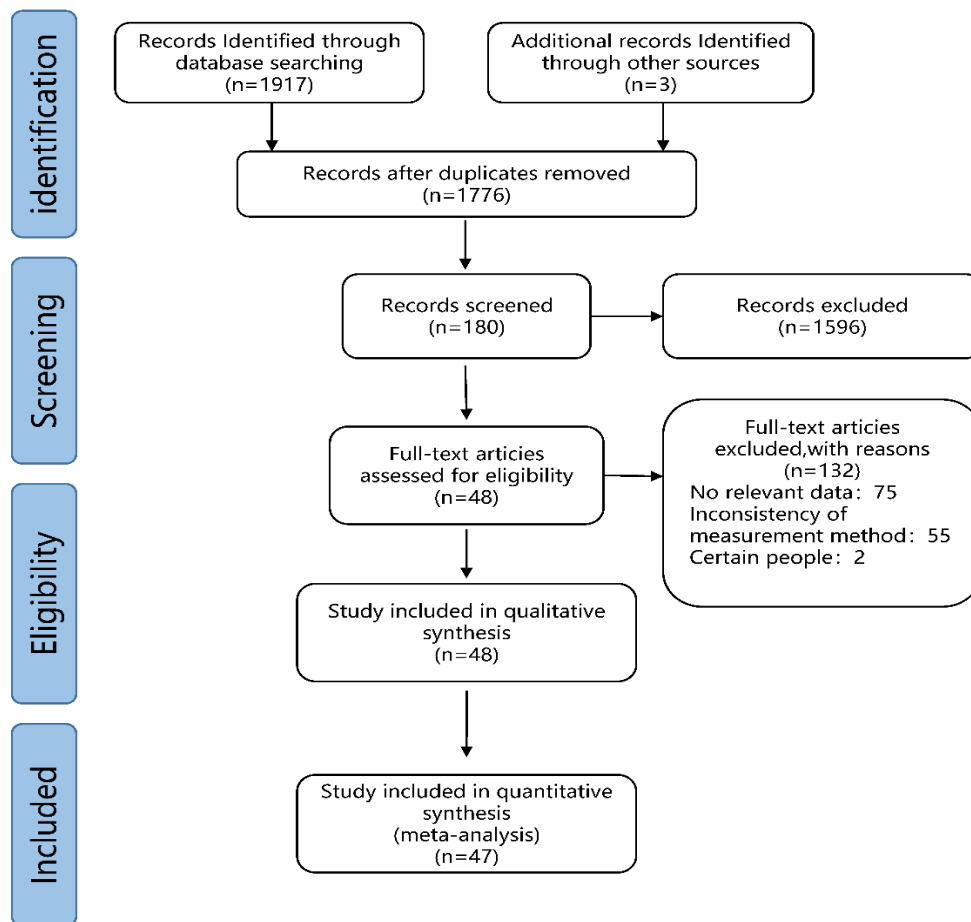 identification
Records Identified through
database searching
(n=1917)
Additional records Identified
through other sources
(n=3)
Records after duplicates removed
(n=1776)
Screening
Records screened
(n=180)
Records excluded
(n=1596)
Full-text articies
assessed for eligibility
(n=48)
Full-text articies
excluded,with reasons
(n=132)
No relevant data：75
Inconsistency of
measurement method：55
Certain people：2
Eligibility
Study included in qualitative
synthesis
(n=48)
Included
Study included in quantitative
synthesis
(meta-analysis)
(n=47)